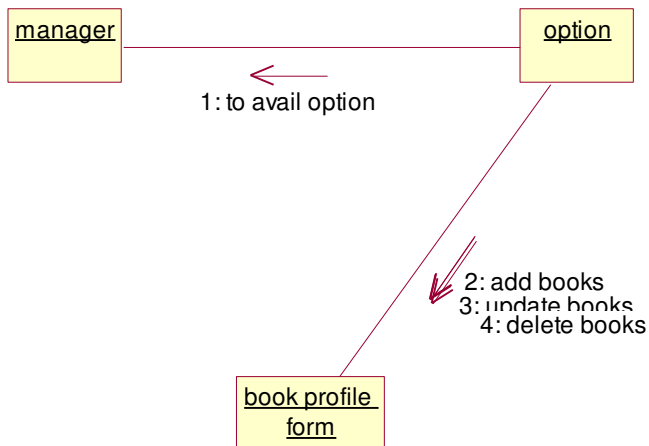 manager
option
1: to avail option
2: add books
3: update books
4: delete books
book profile
form